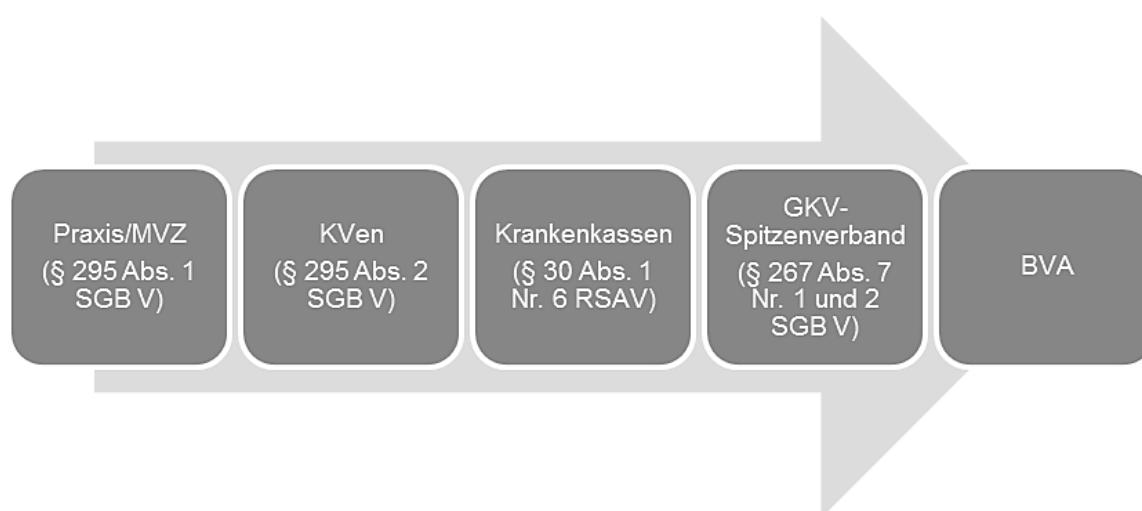 Praxis/MVZ
(§ 295 Abs. 1
SGB V)
KVen
(§ 295 Abs. 2
SGB V)
Krankenkassen
(§ 30 Abs. 1
Nr. 6 RSAV)
GKV-
Spitzenverband
(§ 267 Abs. 7
Nr. 1 und 2
SGB V)
BVA